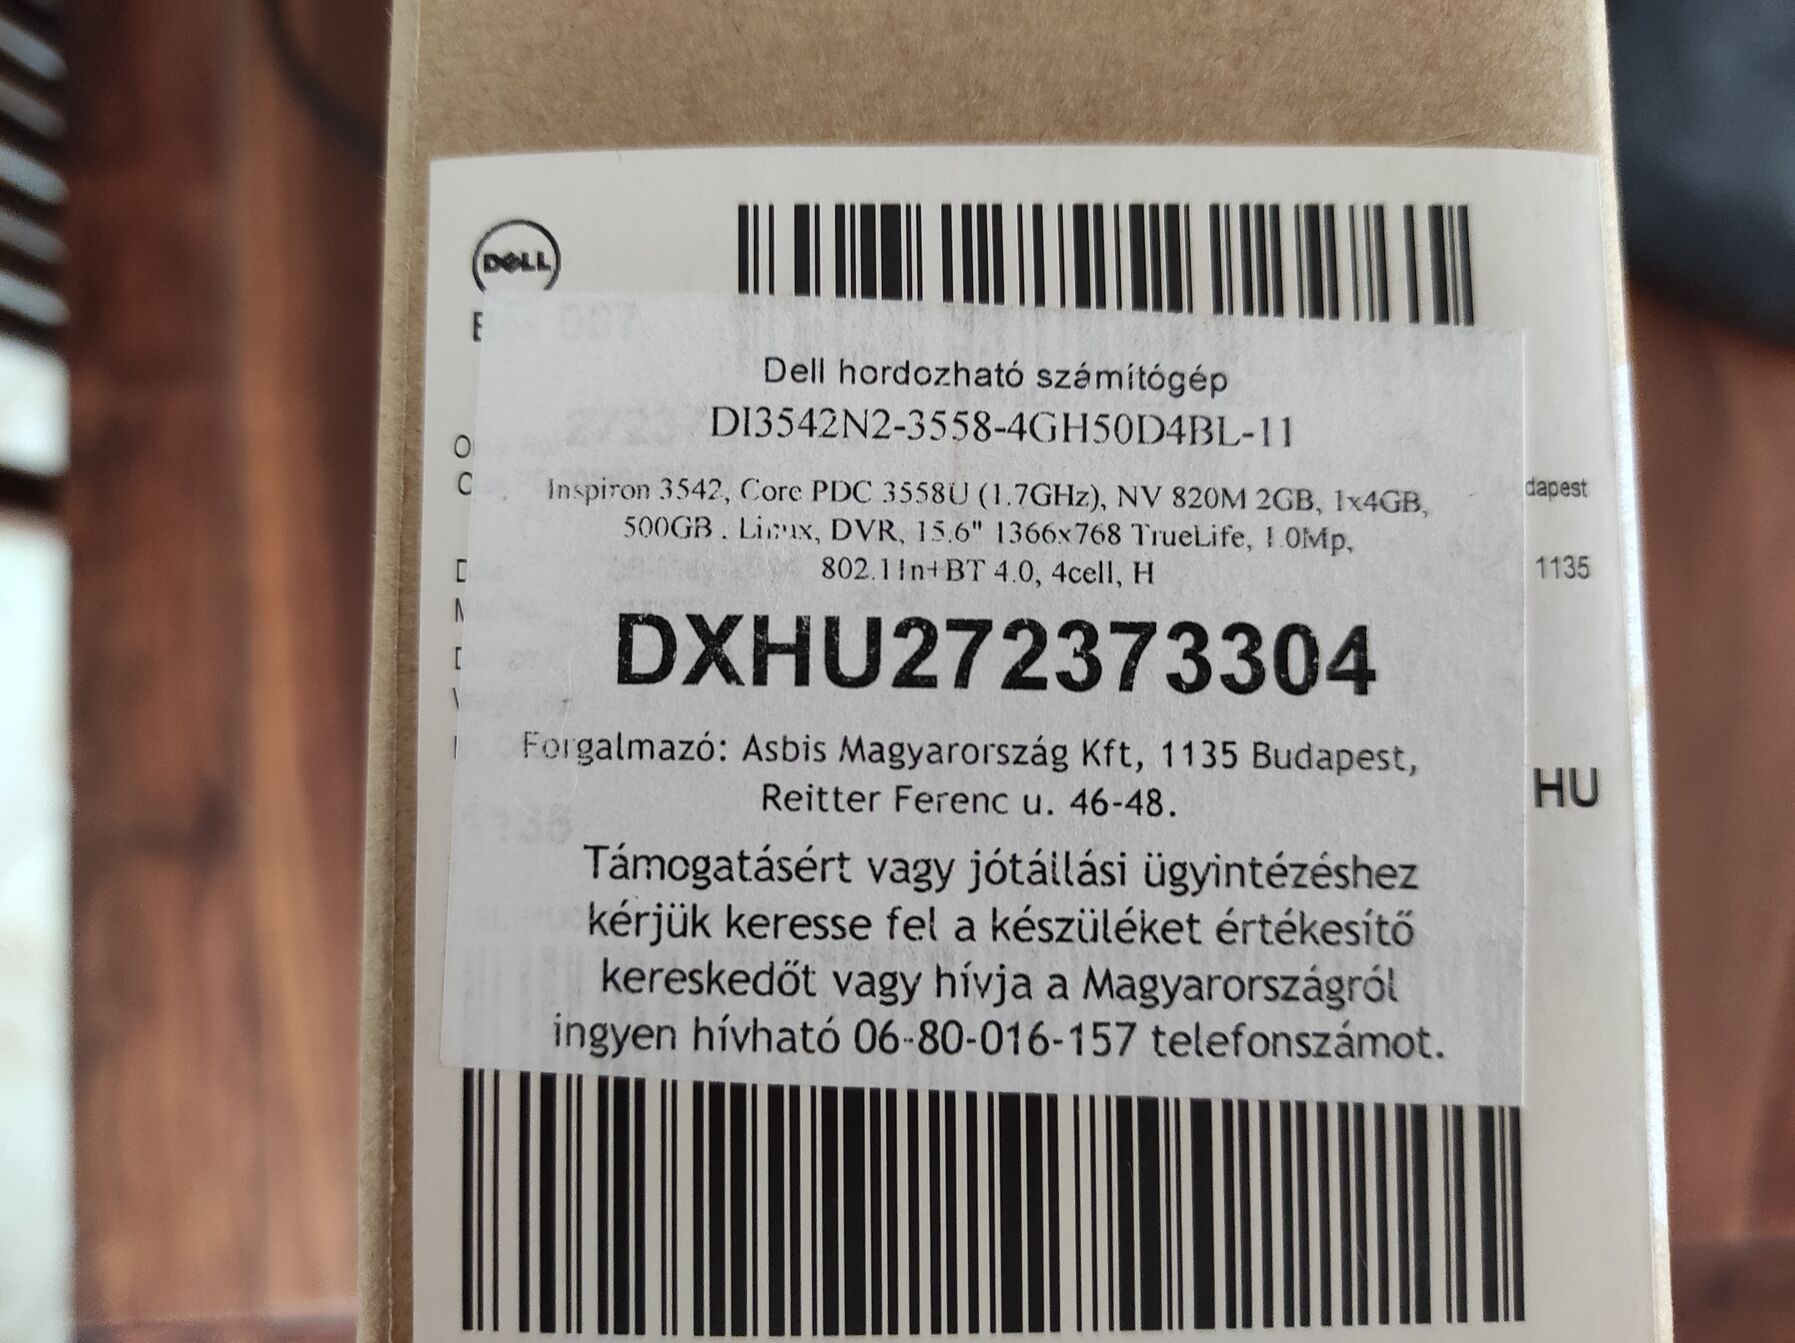 DELL
Dell hordozható számítógép
DI3542N2-3558-4GH50D4BL-11
Inspiron 3542, Core PDC 3558U (1.7GHz), NV 820M 2GB, 1x4GB,
500GB , Linux, DVR, 15.6" 1366x768 TrueLife, 1.0Mp,
802.11n+BT 4.0, 4cell, H
dapest
1135
DXHU272373304
Forgalmazó: Asbis Magyarország Kft, 1135 Budapest,
Reitter Ferenc u. 46-48.
HU
Támogatásért vagy jótállási ügyintézéshez
kérjük keresse fel a készüléket értékesítő
kereskedőt vagy hívja a Magyarországról
ingyen hívható 06-80-016-157 telefonszámot.